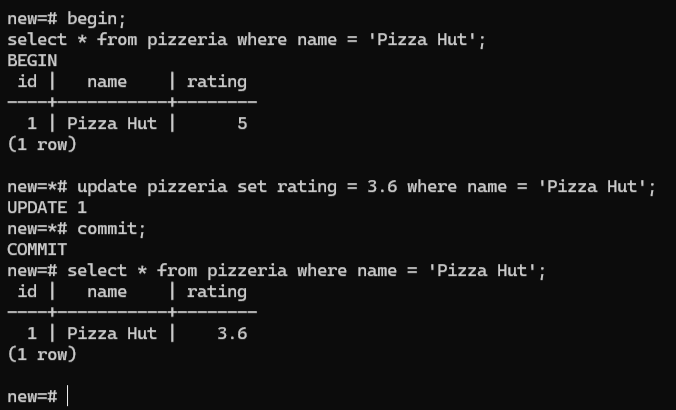 new=# begin;
select * from pizzeria where name = 'Pizza Hut';
BEGIN
 id |   name    | rating
----+-----------+--------
  1 | Pizza Hut |      5
(1 row)

new=*# update pizzeria set rating = 3.6 where name = 'Pizza Hut';
UPDATE 1
new=*# commit;
COMMIT
new=# select * from pizzeria where name = 'Pizza Hut';
 id |   name    | rating
----+-----------+--------
  1 | Pizza Hut |    3.6
(1 row)

new=#